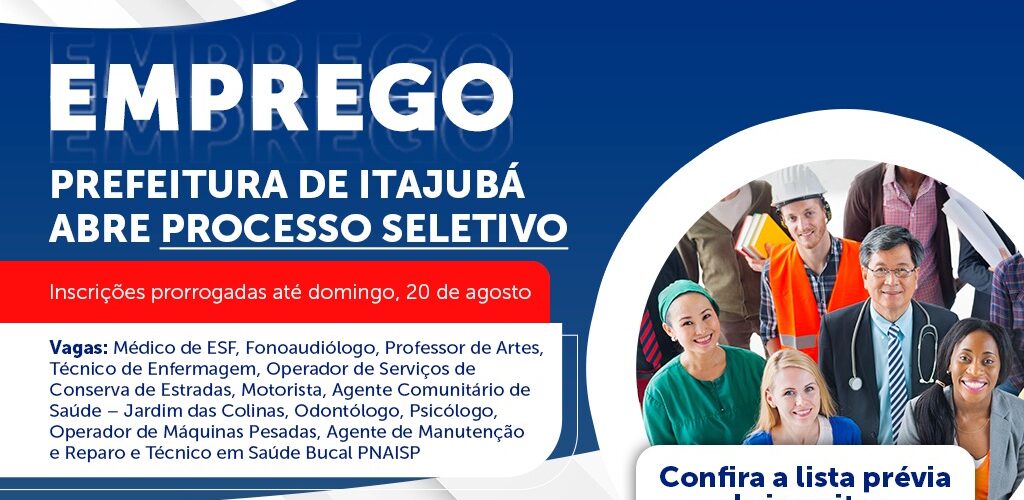 EMPREGO
PREFEITURA DE ITAJUBÁ
ABRE PROCESSO SELETIVO
Inscrições prorrogadas até domingo, 20 de agosto
Vagas: Médico de ESF, Fonoaudiólogo, Professor de Artes,
Técnico de Enfermagem, Operador de Serviços de
Conserva de Estradas, Motorista, Agente Comunitário de
Saúde – Jardim das Colinas, Odontólogo, Psicólogo,
Operador de Máquinas Pesadas, Agente de Manutenção
e Reparo e Técnico em Saúde Bucal PNAISP
Confira a lista prévia